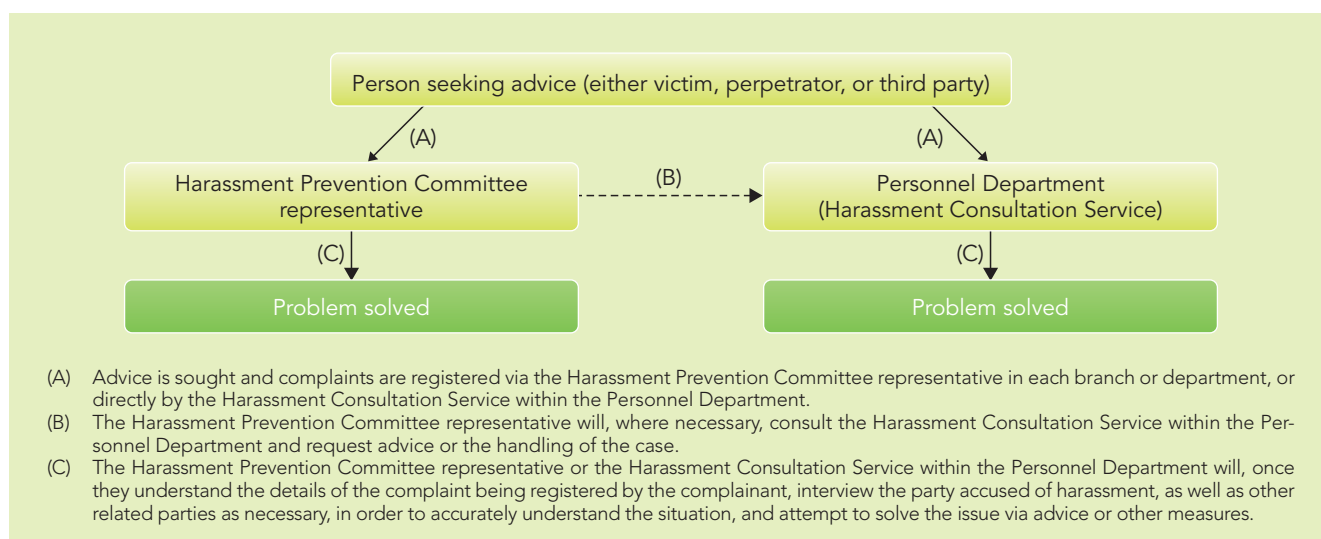 Person seeking advice (either victim, perpetrator, or third party)
(A)
(A)
Harassment Prevention Committee
representative
(B)
Personnel Department
(Harassment Consultation Service)
(C)
(C)
Problem solved
Problem solved
(A) Advice is sought and complaints are registered via the Harassment Prevention Committee representative in each branch or department, or
directly by the Harassment Consultation Service within the Personnel Department.
(B) The Harassment Prevention Committee representative will, where necessary, consult the Harassment Consultation Service within the Per-
sonnel Department and request advice or the handling of the case.
(C) The Harassment Prevention Committee representative or the Harassment Consultation Service within the Personnel Department will, once
they understand the details of the complaint being registered by the complainant, interview the party accused of harassment, as well as other
related parties as necessary, in order to accurately understand the situation, and attempt to solve the issue via advice or other measures.